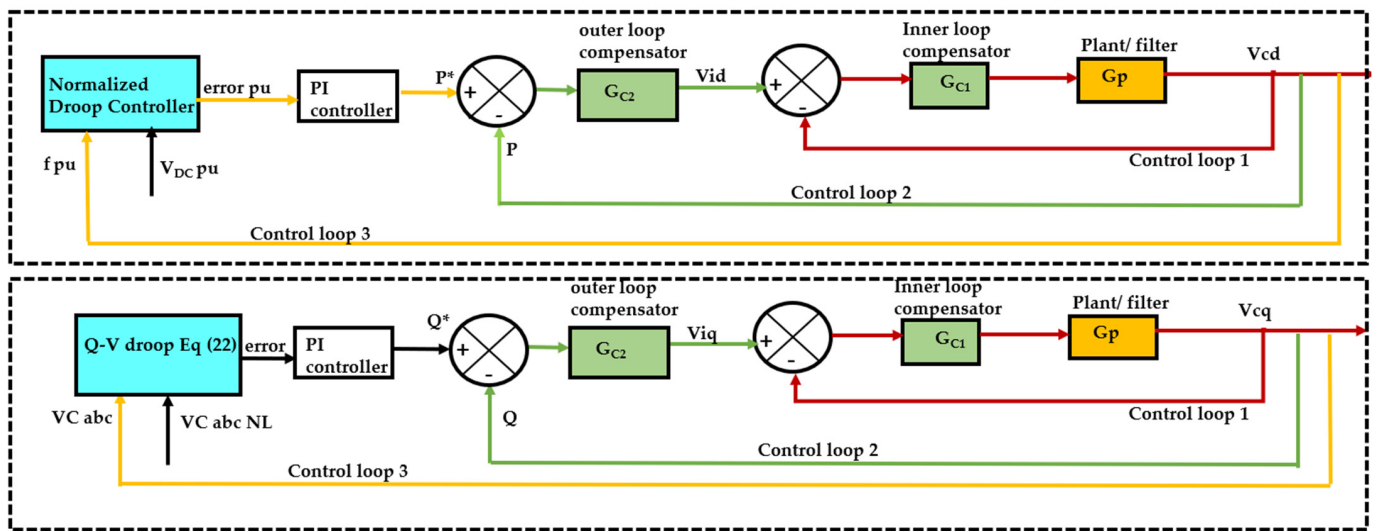 outer loop
compensator
Inner loop
compensator
Plant/ filter
Normalized
Droop Controller
error pu
PI
controller
P*
+
-
G_C2
Vid
+
-
G_C1
Gp
Vcd
f pu
V_DC pu
P
Control loop 1
Control loop 2
Control loop 3
outer loop
compensator
Inner loop
compensator
Plant/ filter
Q-V droop Eq (22)
error
PI
controller
Q*
+
-
G_C2
Viq
+
-
G_C1
Gp
Vcq
VC abc
VC abc NL
Q
Control loop 1
Control loop 2
Control loop 3